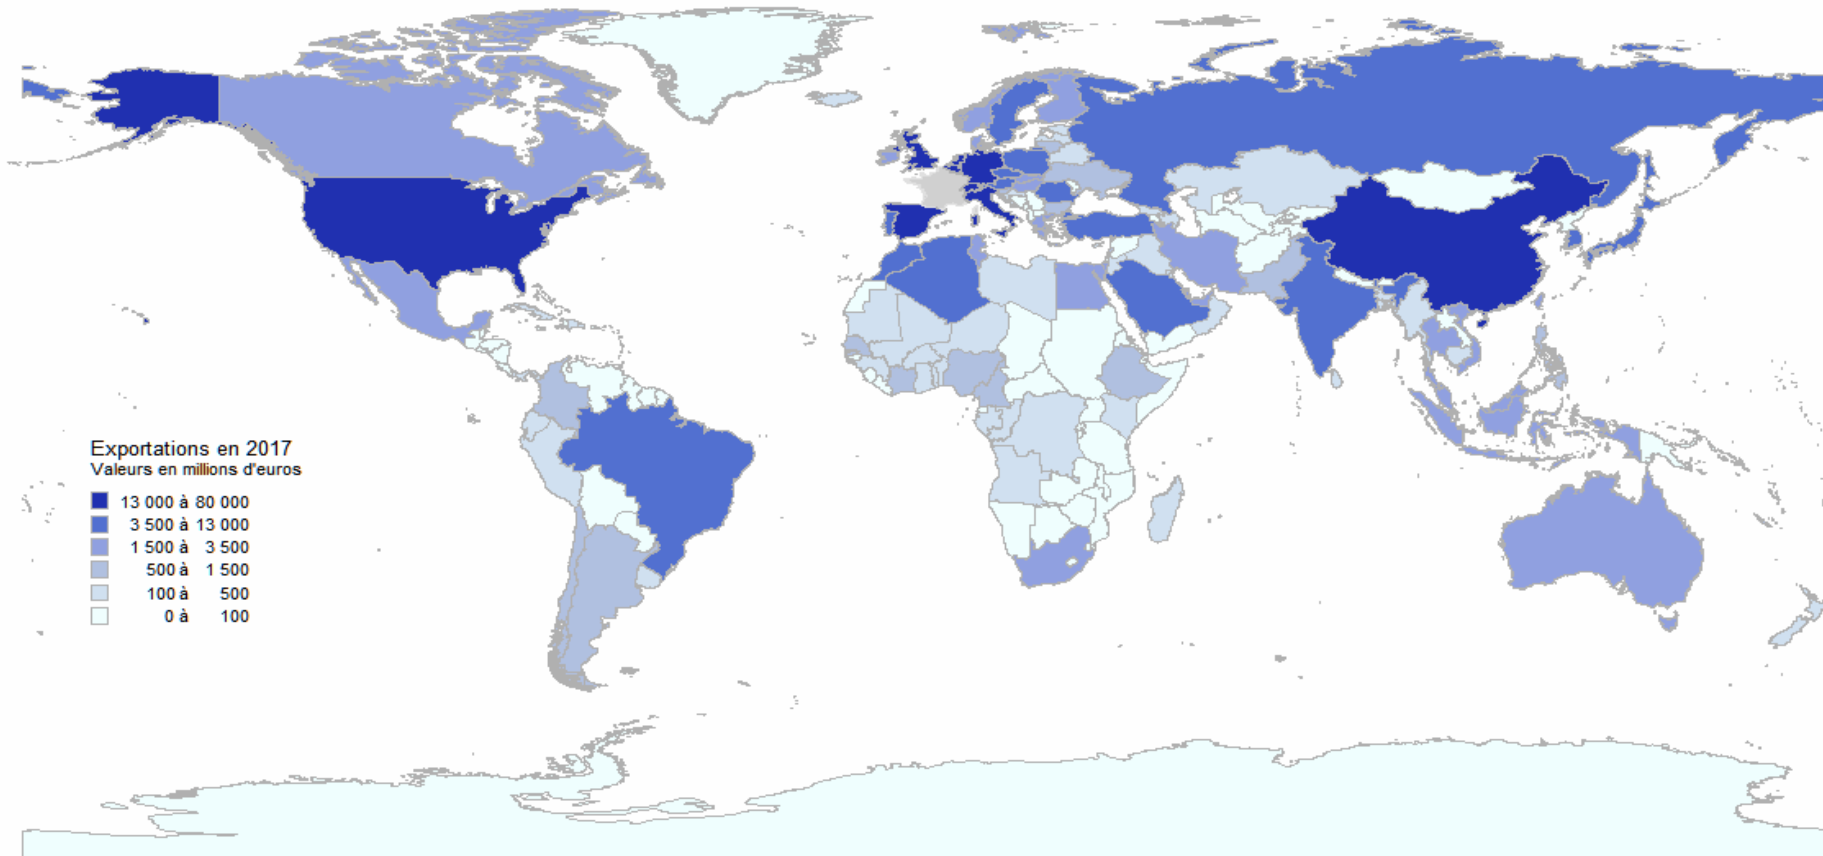 Exportations en 2017
Valeurs en millions d'euros
13 000 à 80 000
3 500 à 13 000
1 500 à 3 500
500 à 1 500
100 à 500
0 à 100